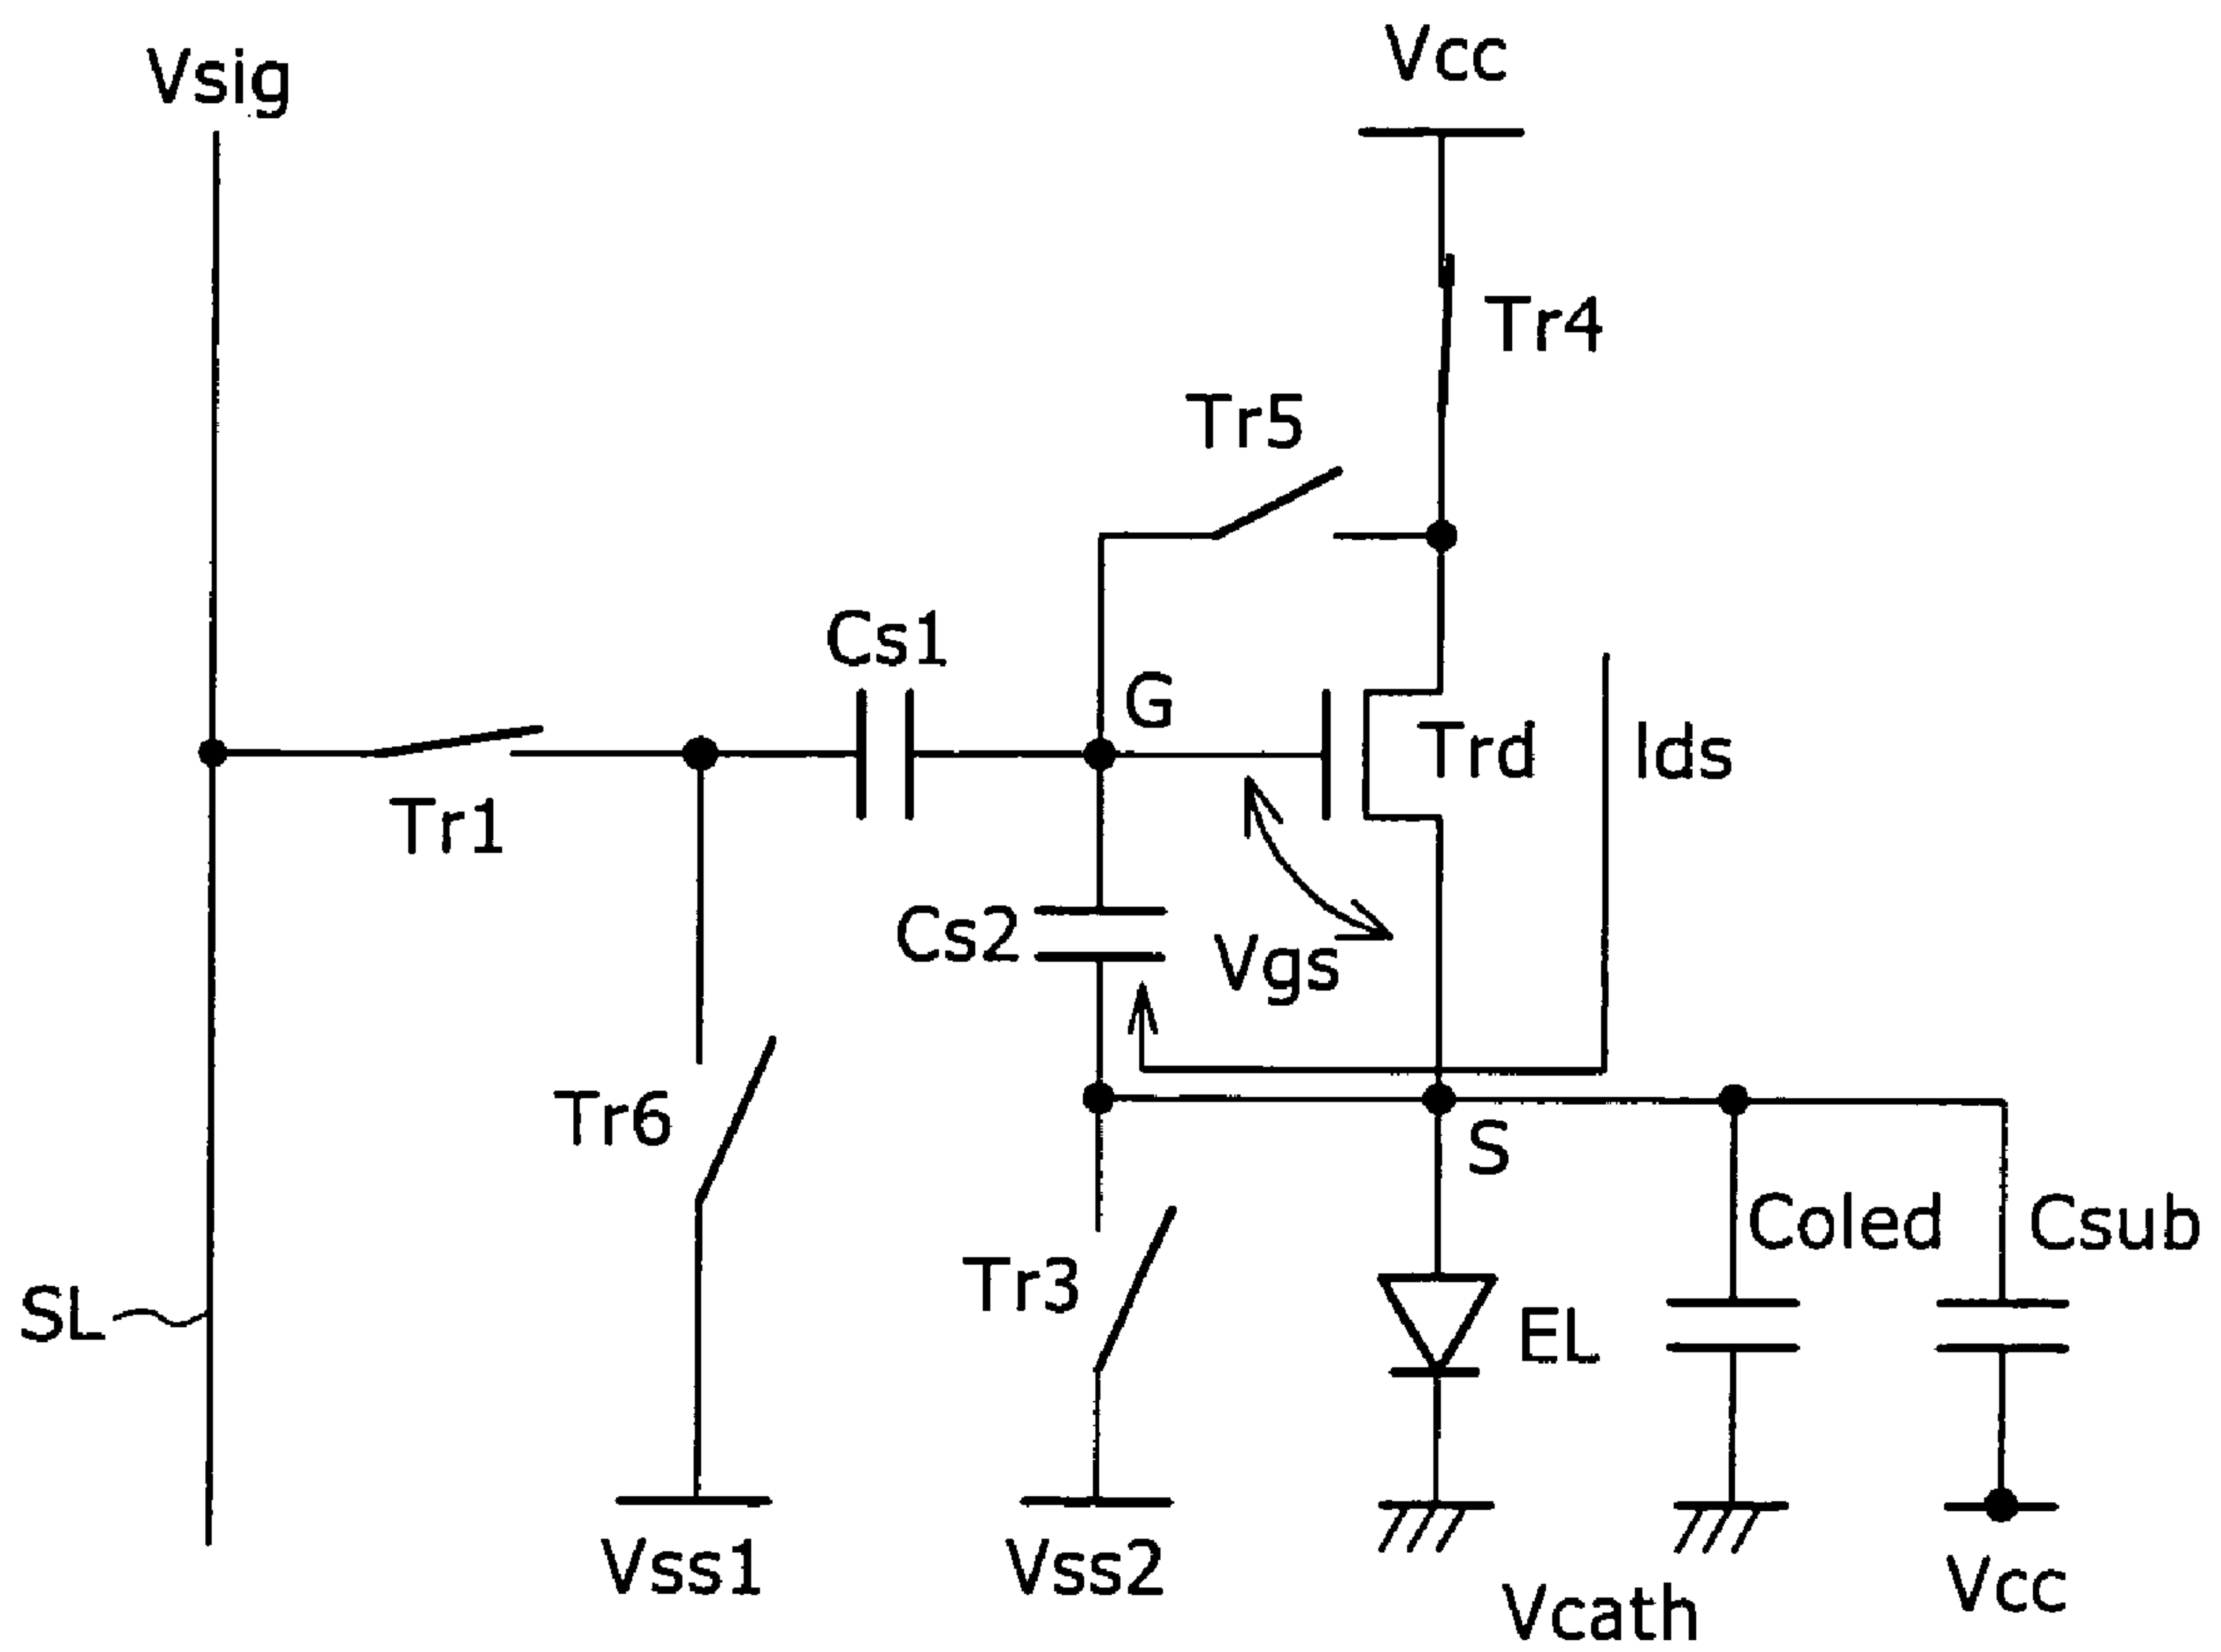 Vcc
Vsig
Tr4
Tr5
Cs1
G
Trd
Ids
Tr1
Cs2
Vgs
Tr6
S
Coled
Csub
Tr3
SL
EL
Vss1
Vss2
Vcath
Vcc